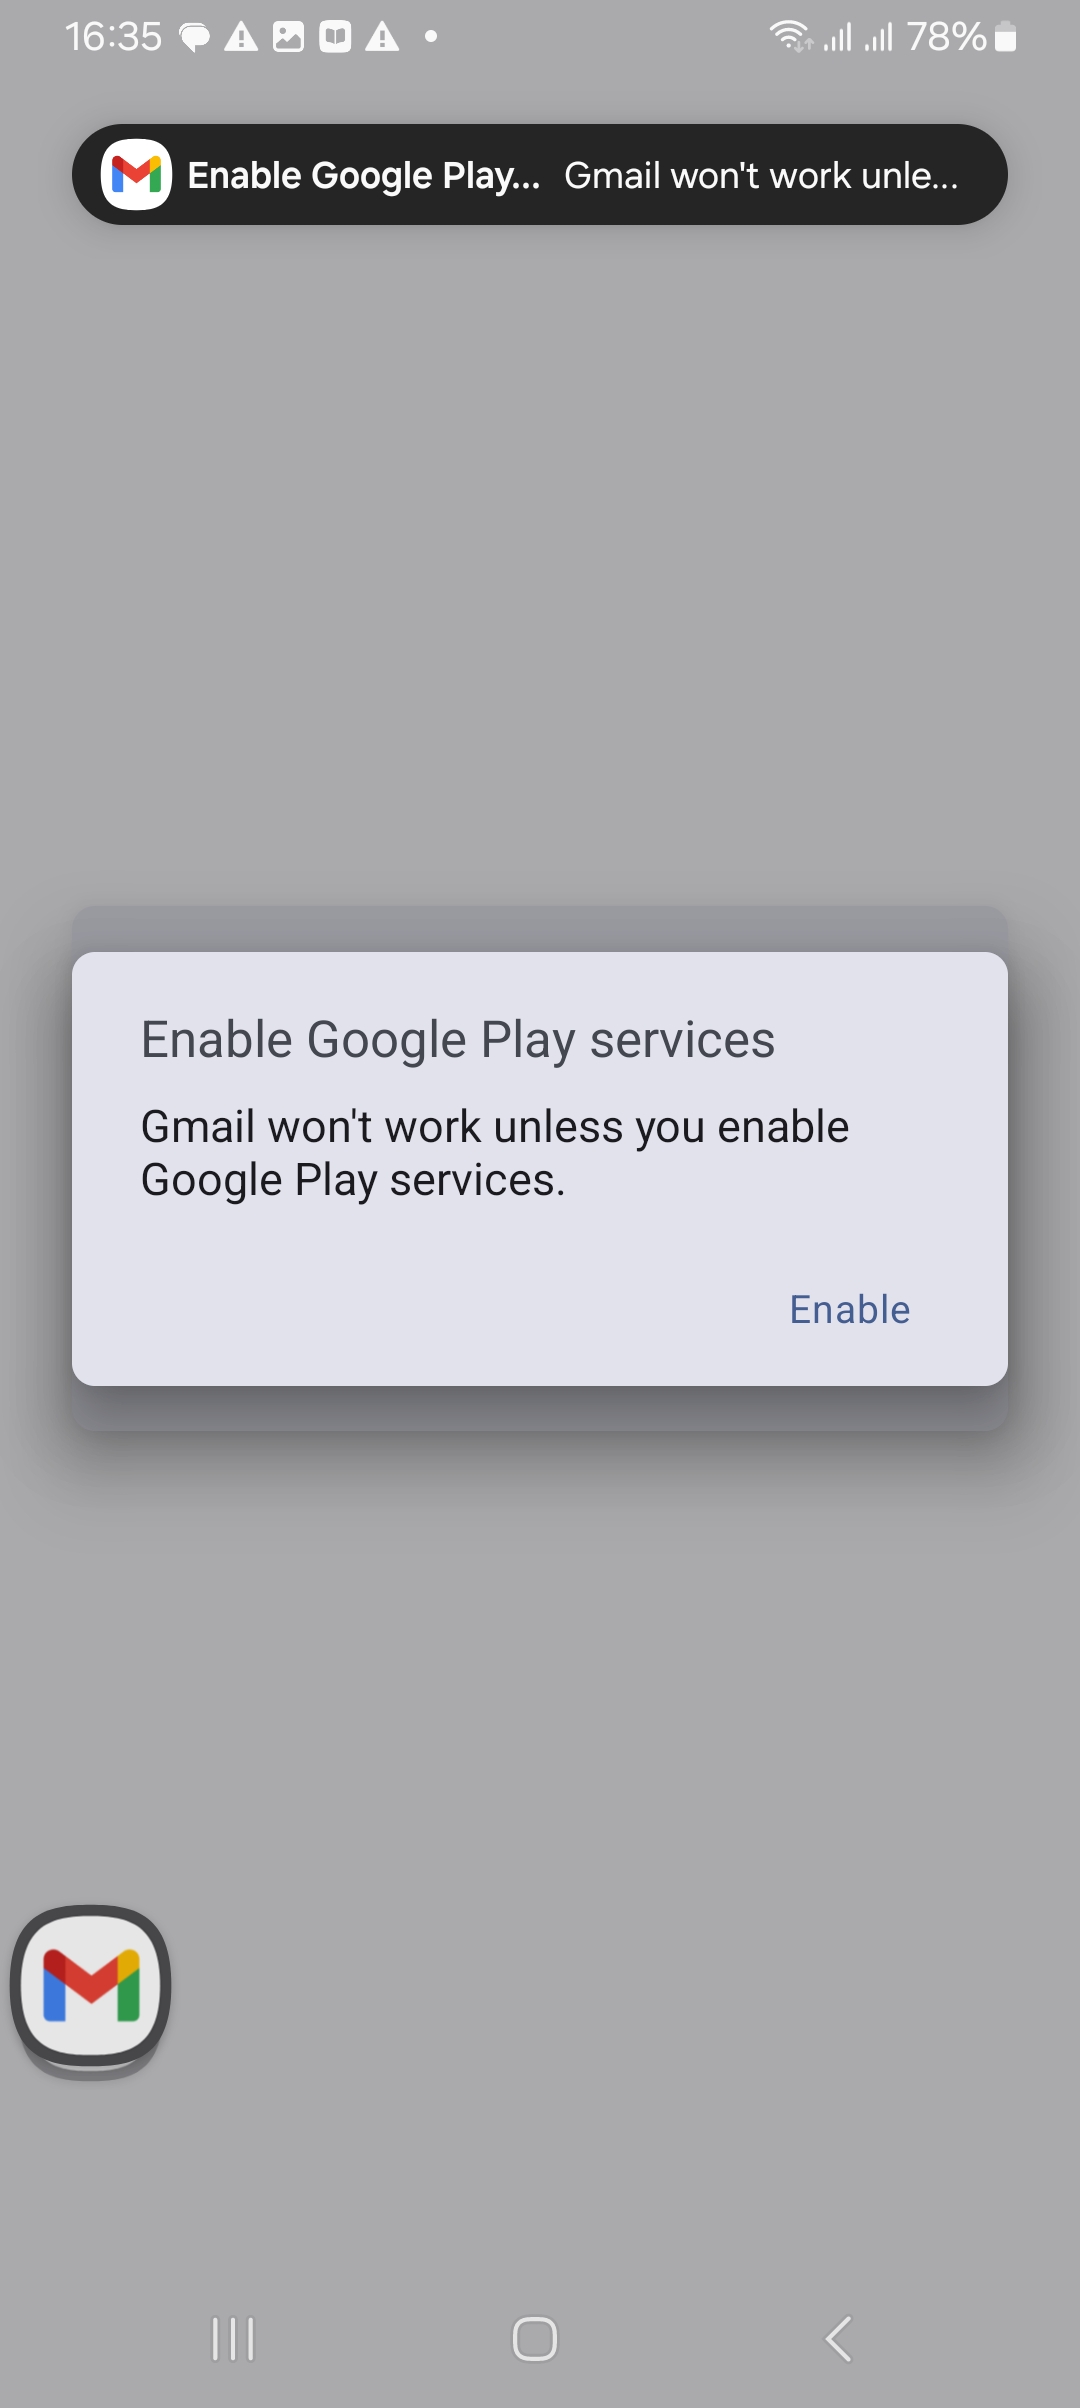 16:35
78%
Enable Google Play... Gmail won't work unle...
Enable Google Play services
Gmail won't work unless you enable
Google Play services.
Enable